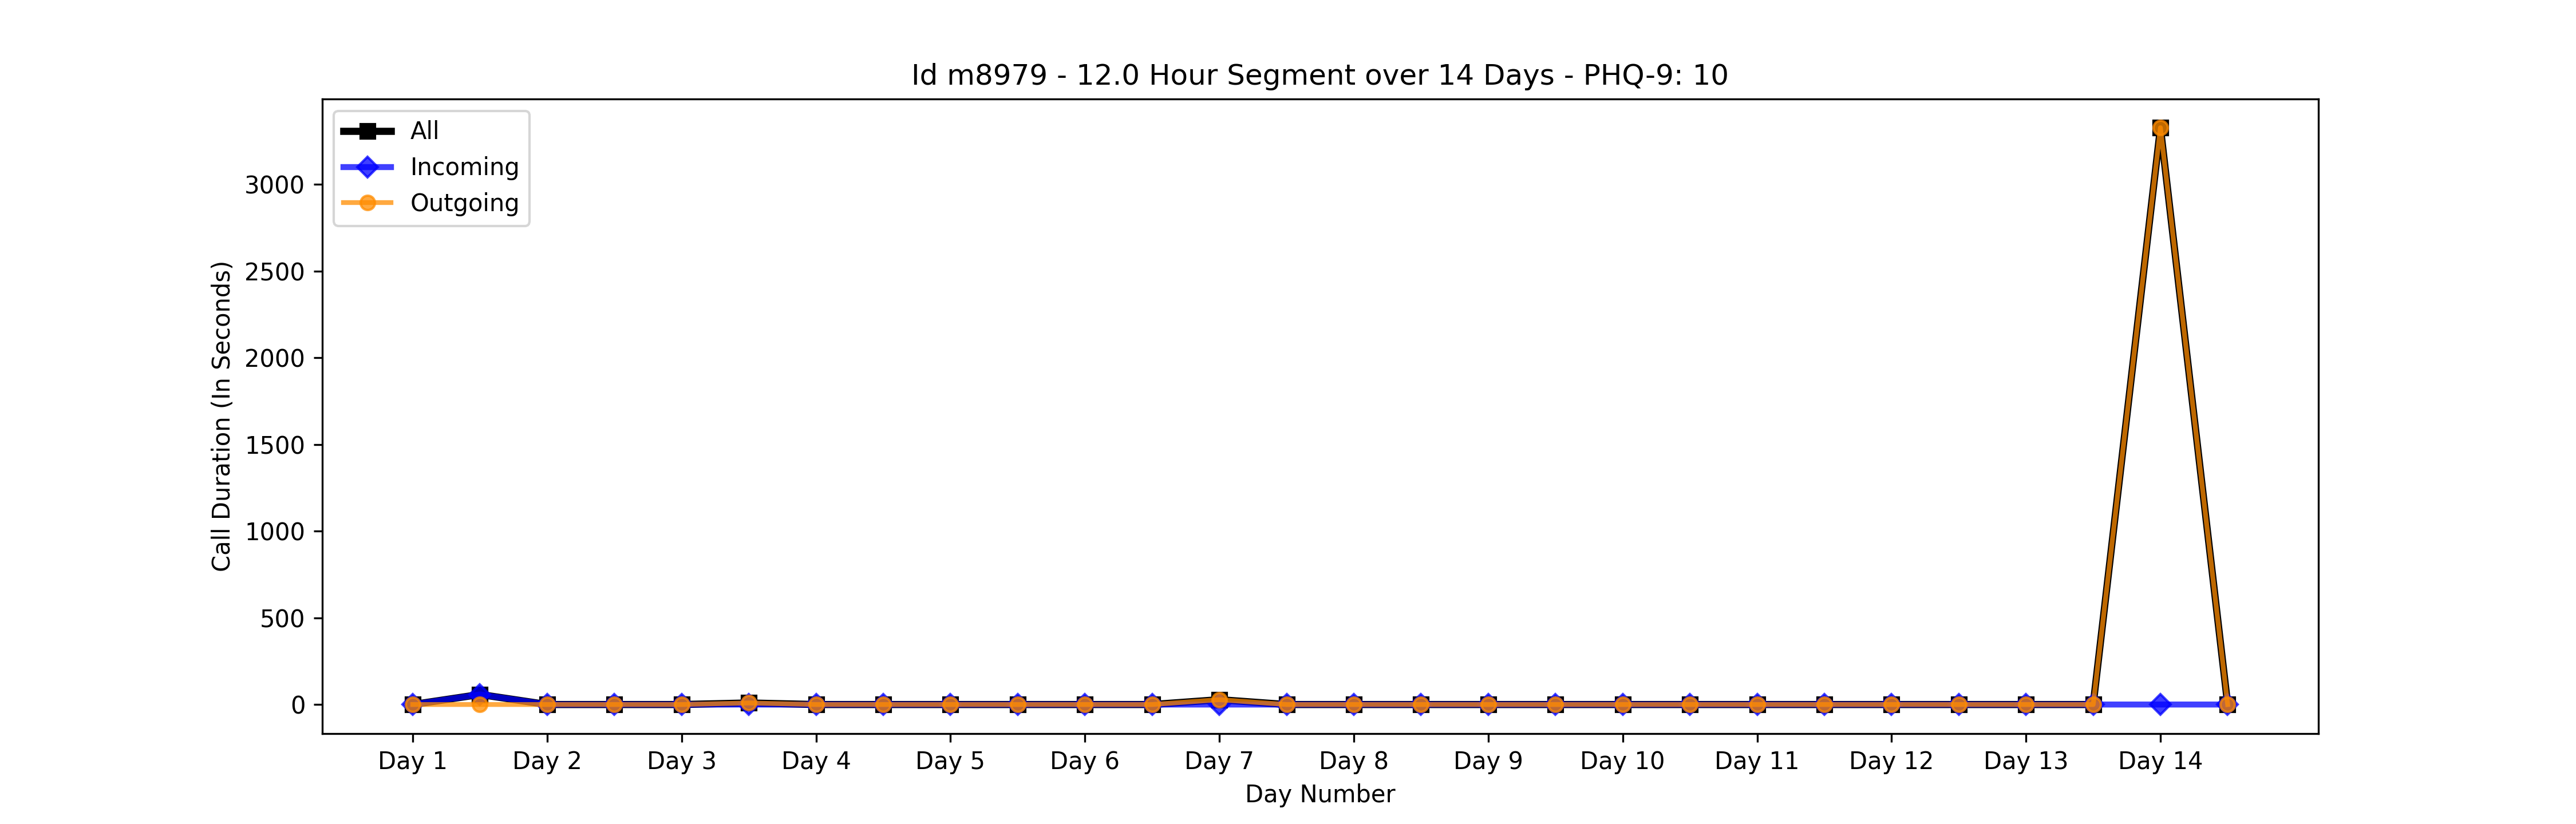 Id m8979 - 12.0 Hour Segment over 14 Days - PHQ-9: 10
All
Incoming
Outgoing
Call Duration (In Seconds)
3000
2500
2000
1500
1000
500
0
Day 1 Day 2 Day 3 Day 4 Day 5 Day 6 Day 7 Day 8 Day 9 Day 10 Day 11 Day 12 Day 13 Day 14
Day Number